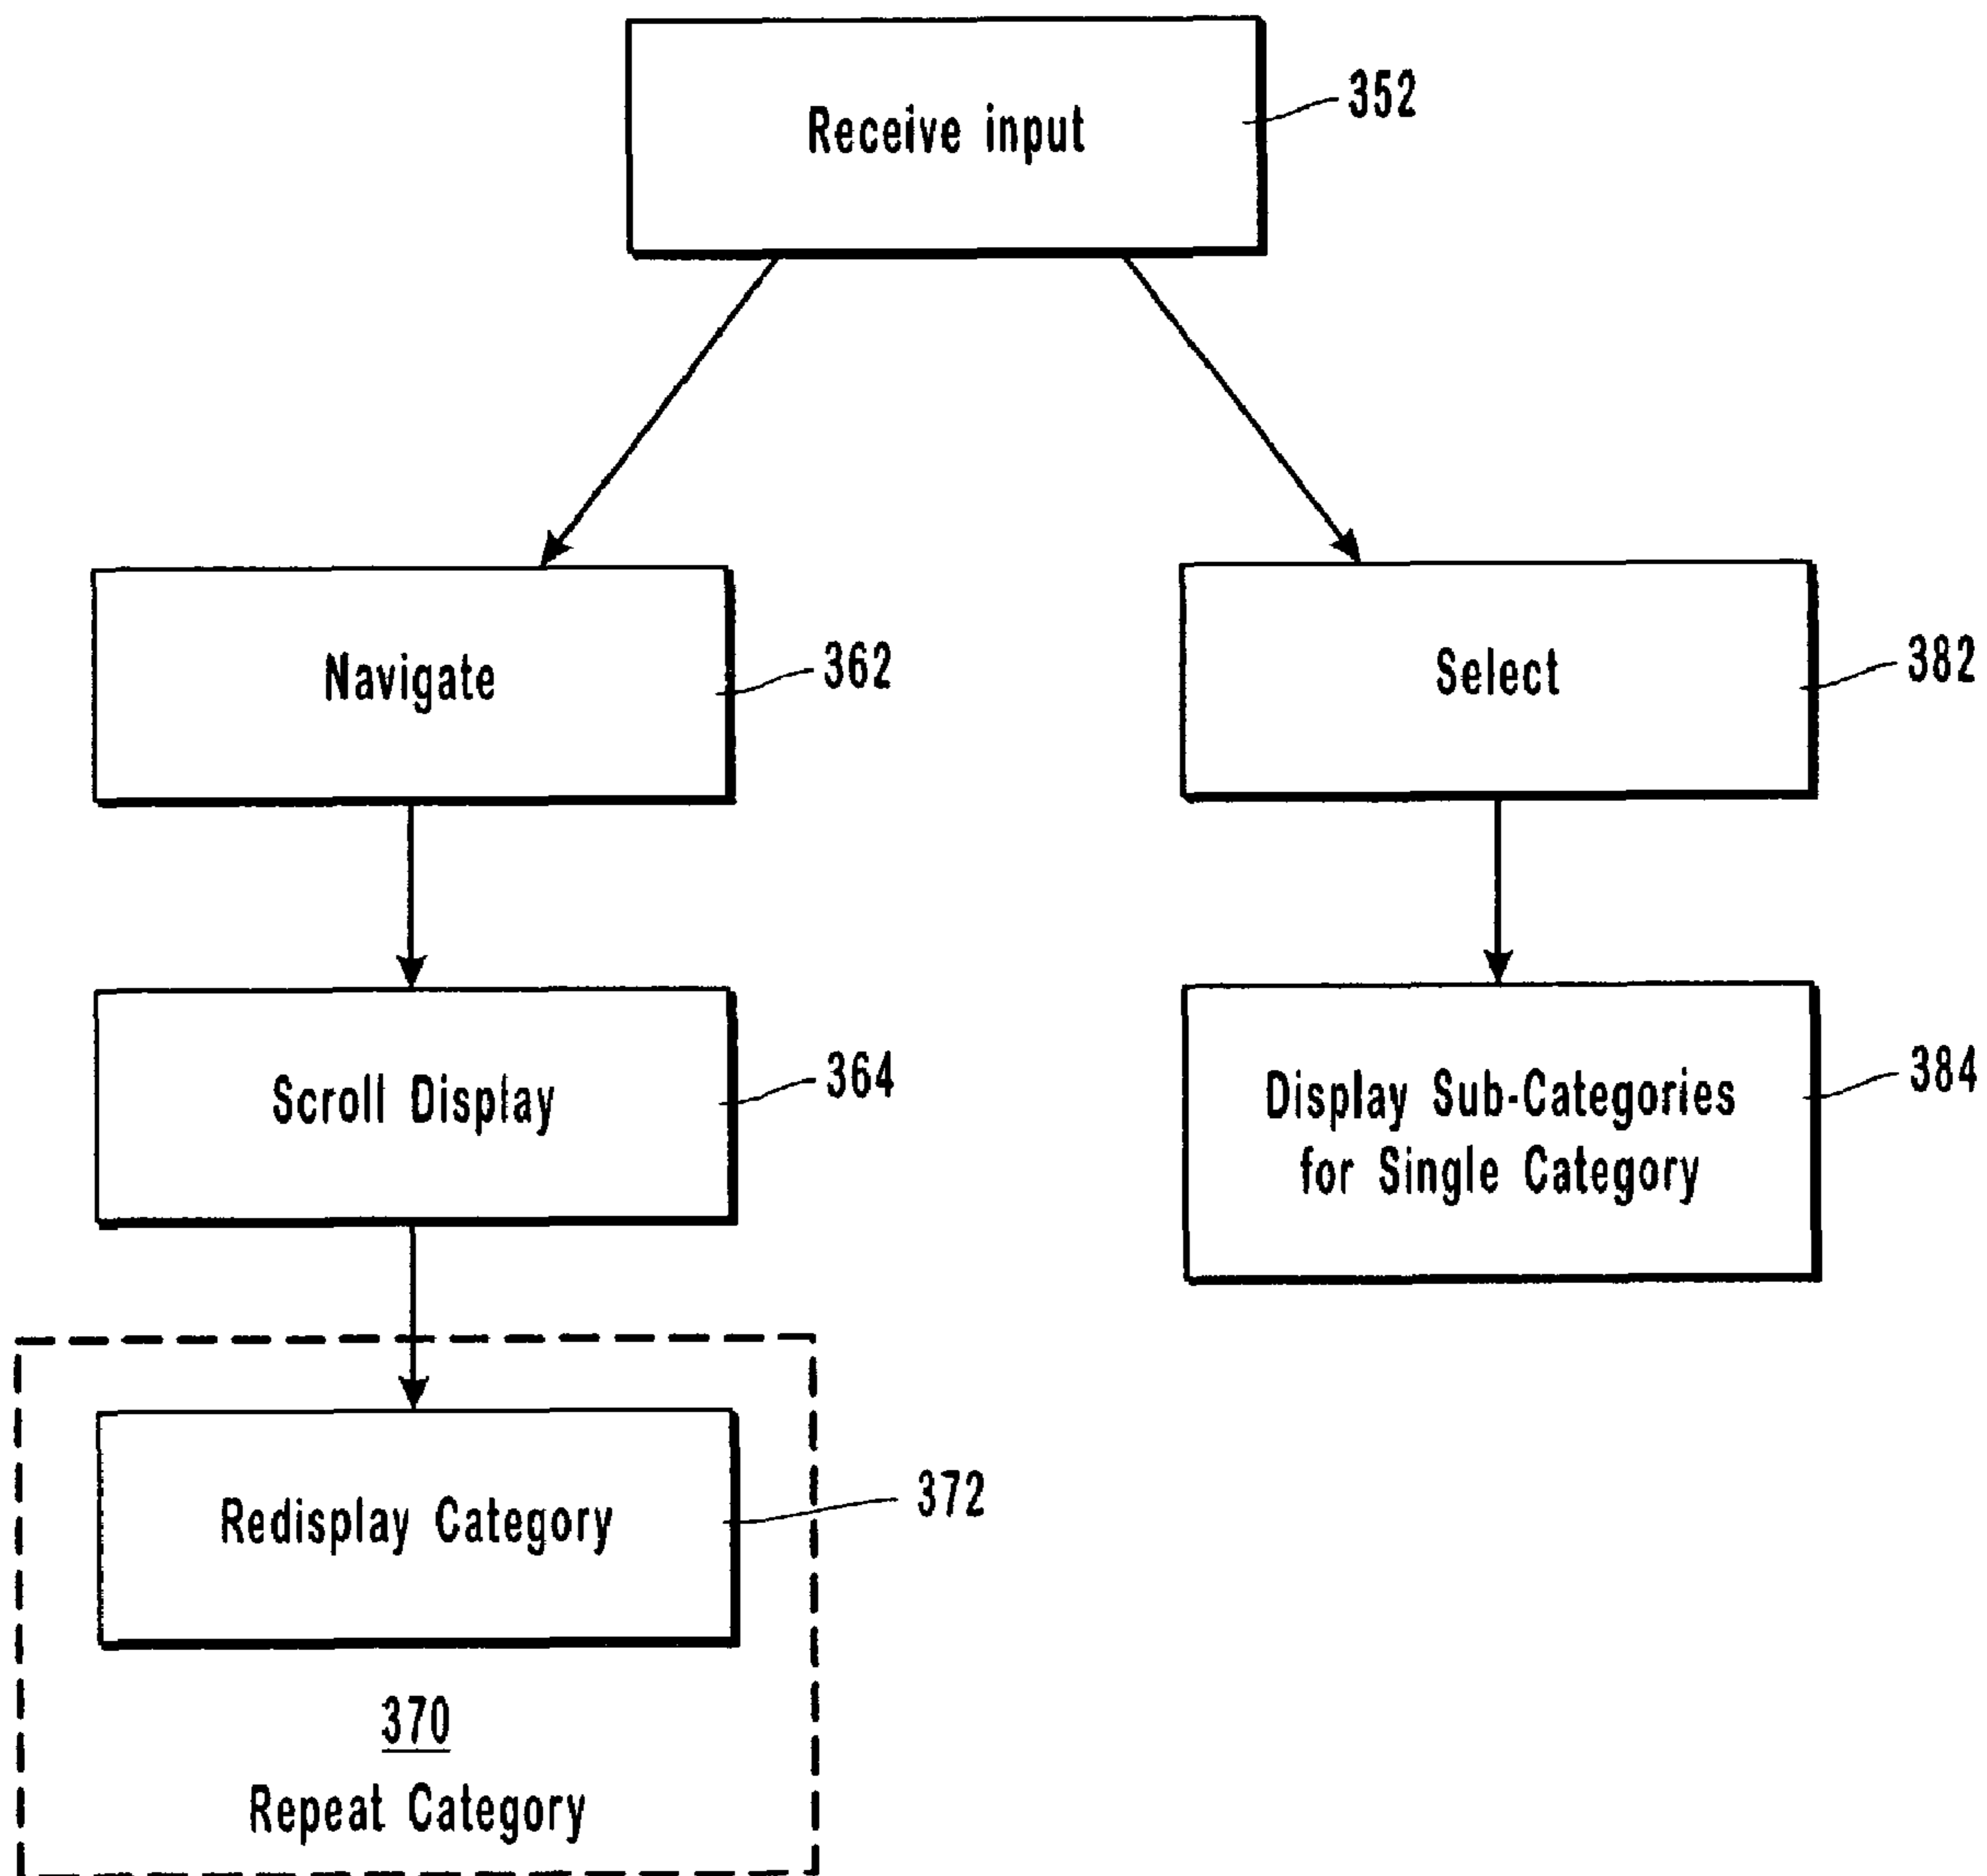 Receive input
352
Navigate
362
Select
382
Scroll Display
364
Display Sub-Categories
for Single Category
384
Redisplay Category
372
370
Repeat Category